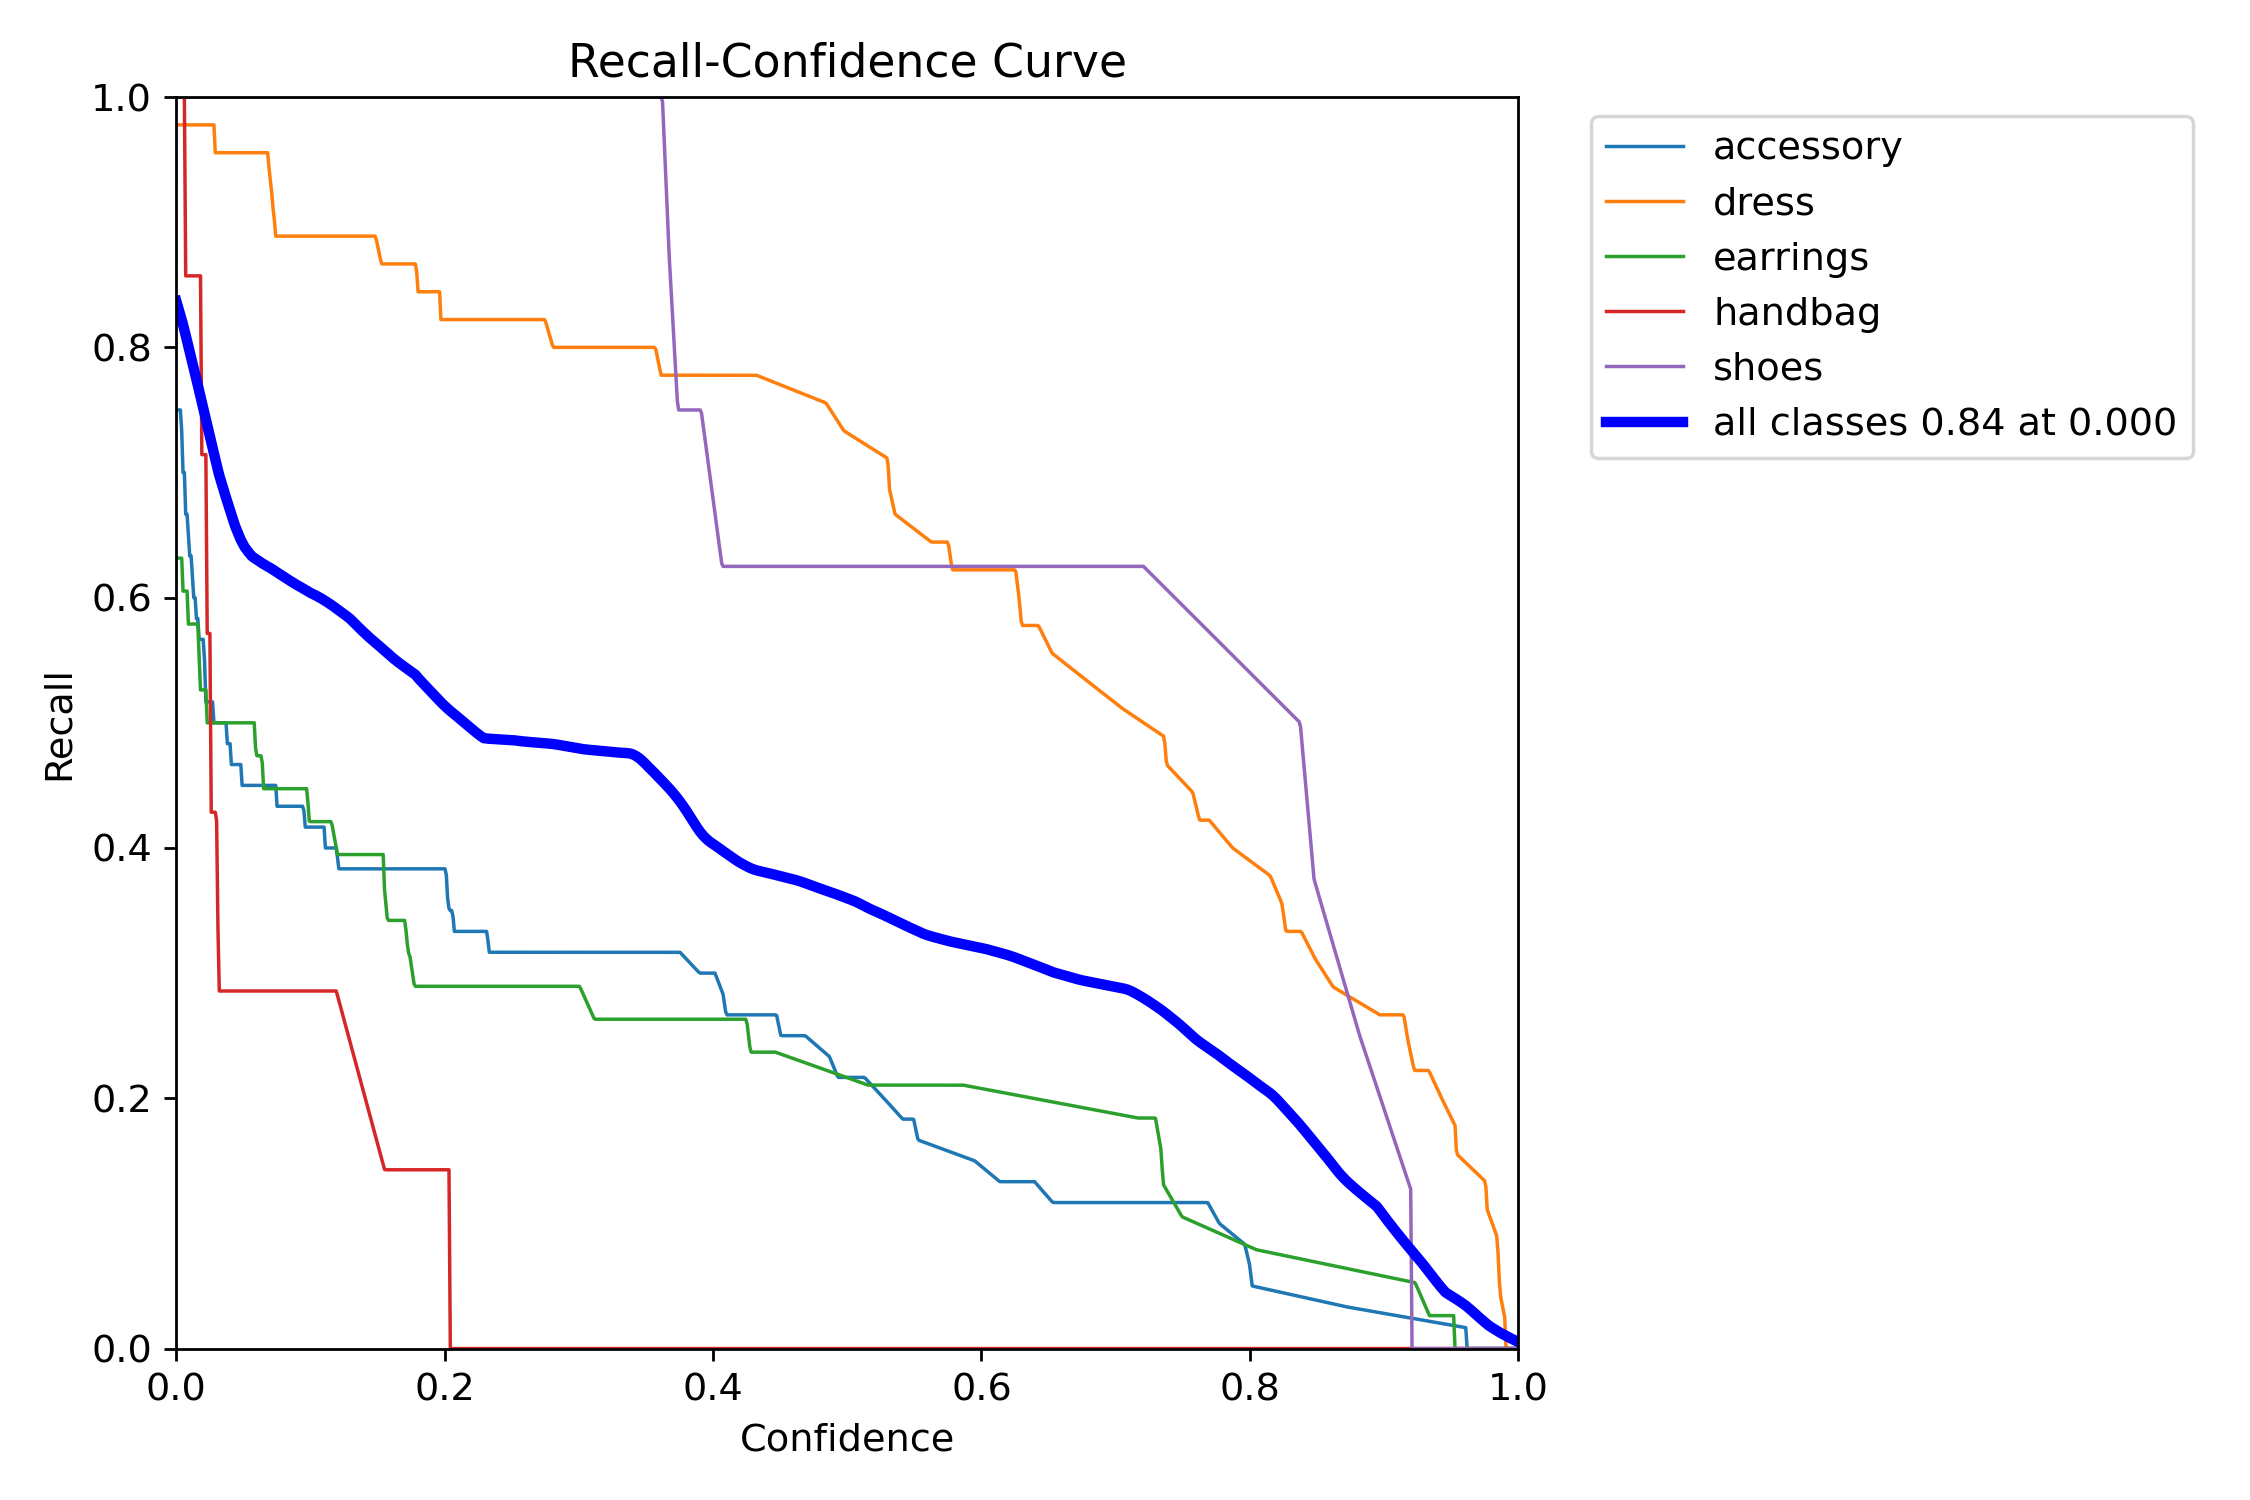 Recall-Confidence Curve
1.0
0.8
0.6
0.4
0.2
0.0
Recall
0.0 0.2 0.4 0.6 0.8 1.0
Confidence
accessory
dress
earrings
handbag
shoes
all classes 0.84 at 0.000